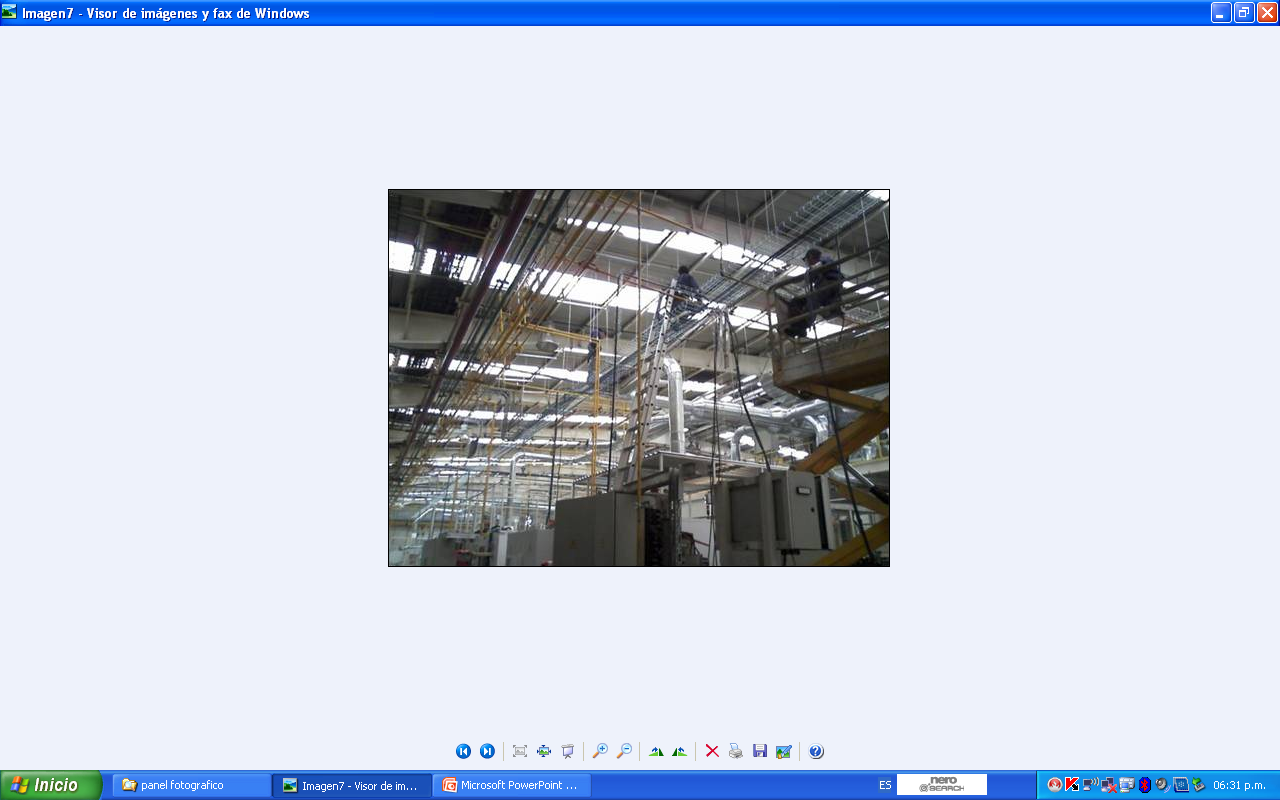 Imagen7 - Visor de imágenes y fax de Windows
Inicio
panel fotografico
Imagen7 - Visor de im...
Microsoft PowerPoint ...
ES
nero
SEARCH
06:31 p.m.